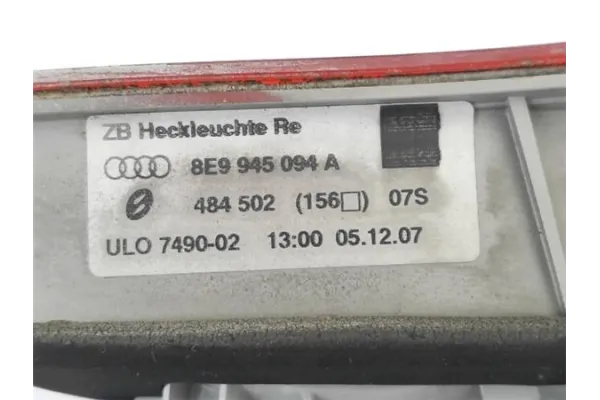 ZB Heckleuchte Re
8E9 945 094 A
484 502 (156□) 07S
ULO 7490-02 13:00 05.12.07